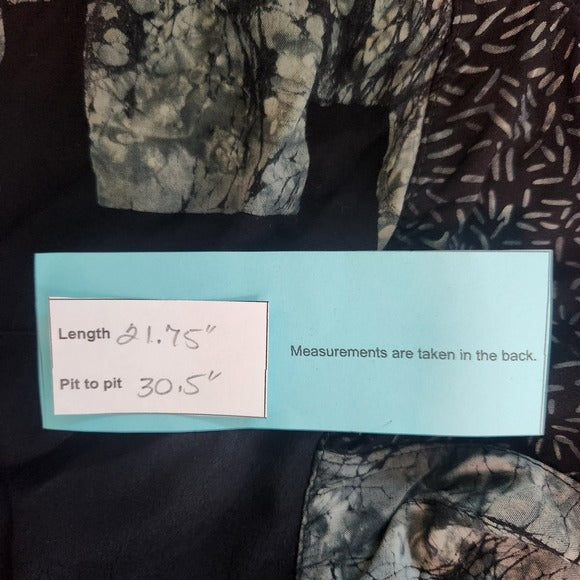 Length 21.75"
Pit to pit 30.5"
Measurements are taken in the back.